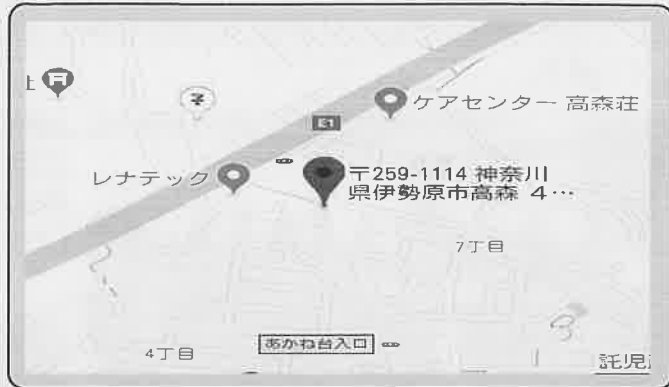 上
ケアセンター 高森荘
E1
レナテック
〒259-1114 神奈川
県伊勢原市高森 4…
7丁目
あかね台入口
4丁目
託児